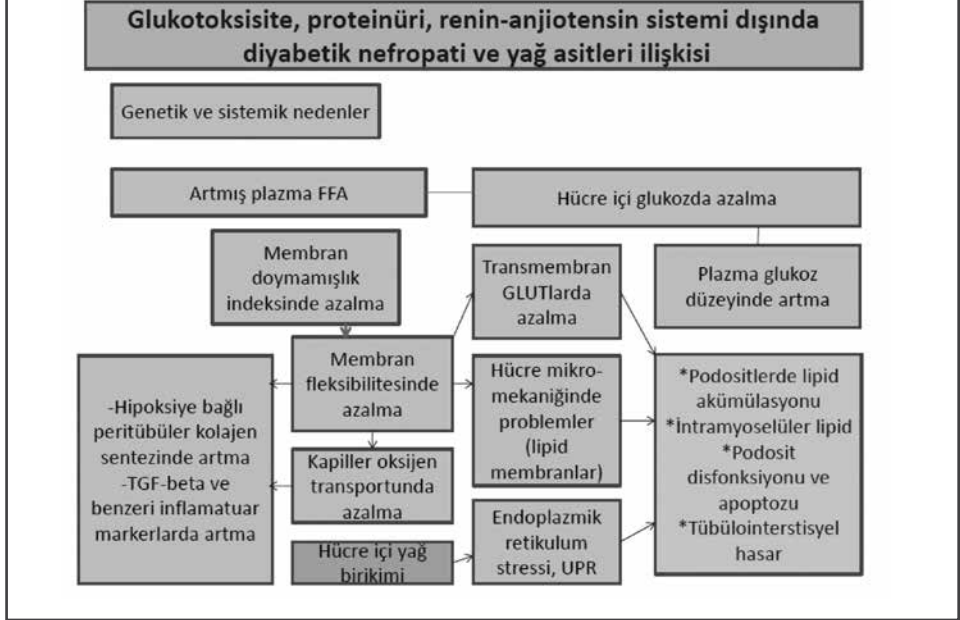 Glukotoksisite, proteinüri, renin-anjiotensin sistemi dışında
diyabetik nefropati ve yağ asitleri ilişkisi
Genetik ve sistemik nedenler
Artmış plazma FFA
Hücre içi glukozda azalma
Membran
doymamışlık
indeksinde azalma
Transmembran
GLUTlarda
azalma
Plazma glukoz
düzeyinde artma
Membran
fleksibilitesinde
azalma
Hücre mikro-
mekaniğinde
problemler
(lipid
membranlar)
-Hipoksiye bağlı
peritübüler kolajen
sentezinde artma
-TGF-beta ve
benzeri inflamatuar
markerlarda artma
*Podositlerde lipid
akümülasyonu
*İntramyoselüler lipid
*Podosit
disfonksiyonu ve
apoptozu
*Tübülointerstisyel
hasar
Kapiller oksijen
transportunda
azalma
Hücre içi yağ
birikimi
Endoplazmik
retikulum
stressi, UPR